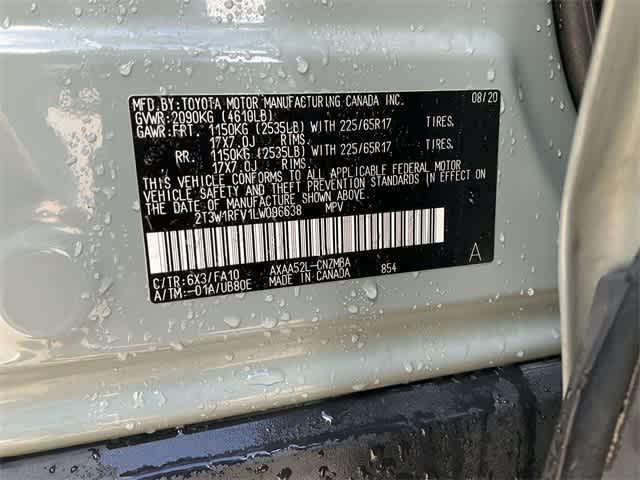 MFD.BY:TOYOTA MOTOR MANUFACTURING CANADA INC. 08/20
GVWR:2090KG (4610LB)
GAWR:FRT. 1150KG (2535LB) WITH 225/65R17 TIRES.
17X7.0J RIMS.
RR. 1150KG (2535LB) WITH 225/65R17 TIRES.
17X7.0J RIMS.
THIS VEHICLE CONFORMS TO ALL APPLICABLE FEDERAL MOTOR
VEHICLE SAFETY AND THEFT PREVENTION STANDARDS IN EFFECT ON
THE DATE OF MANUFACTURE SHOWN ABOVE.
2T3W1RFV1LW096638 MPV
A
C/TR:6X3/FA10 AXAA52L-CNZMBA 854
A/TM:-01A/UB80E MADE IN CANADA